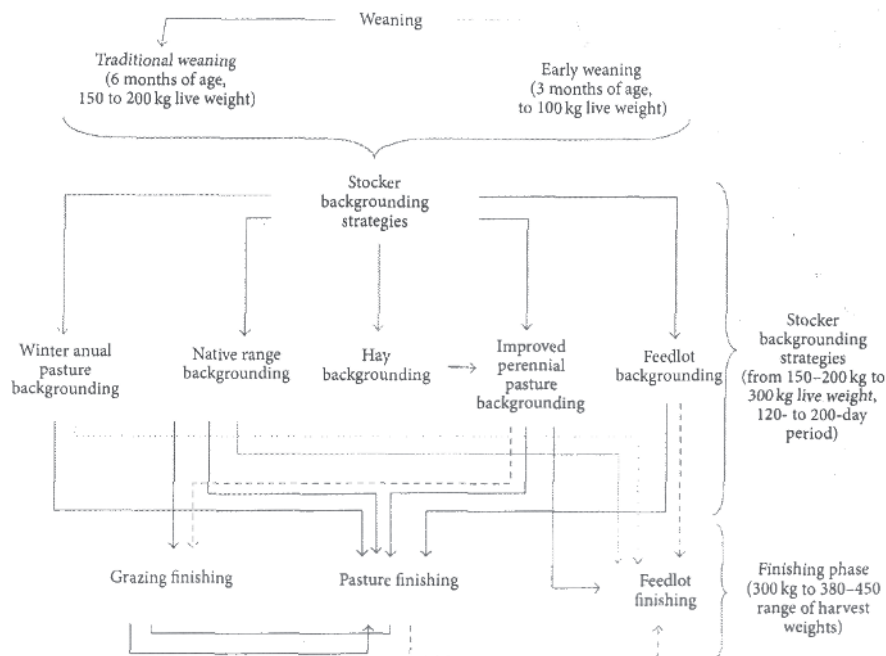 Weaning
Traditional weaning
(6 months of age,
150 to 200 kg live weight)
Early weaning
(3 months of age,
to 100 kg live weight)
Stocker
backgrounding
strategies
Winter anual
pasture
backgrounding
Native range
backgrounding
Hay
backgrounding
Improved
perennial
pasture
backgrounding
Feedlot
backgrounding
Stocker
backgrounding
strategies
(from 150–200 kg to
300 kg live weight,
120- to 200-day
period)
Grazing finishing
Pasture finishing
Feedlot
finishing
Finishing phase
(300 kg to 380–450
range of harvest
weights)